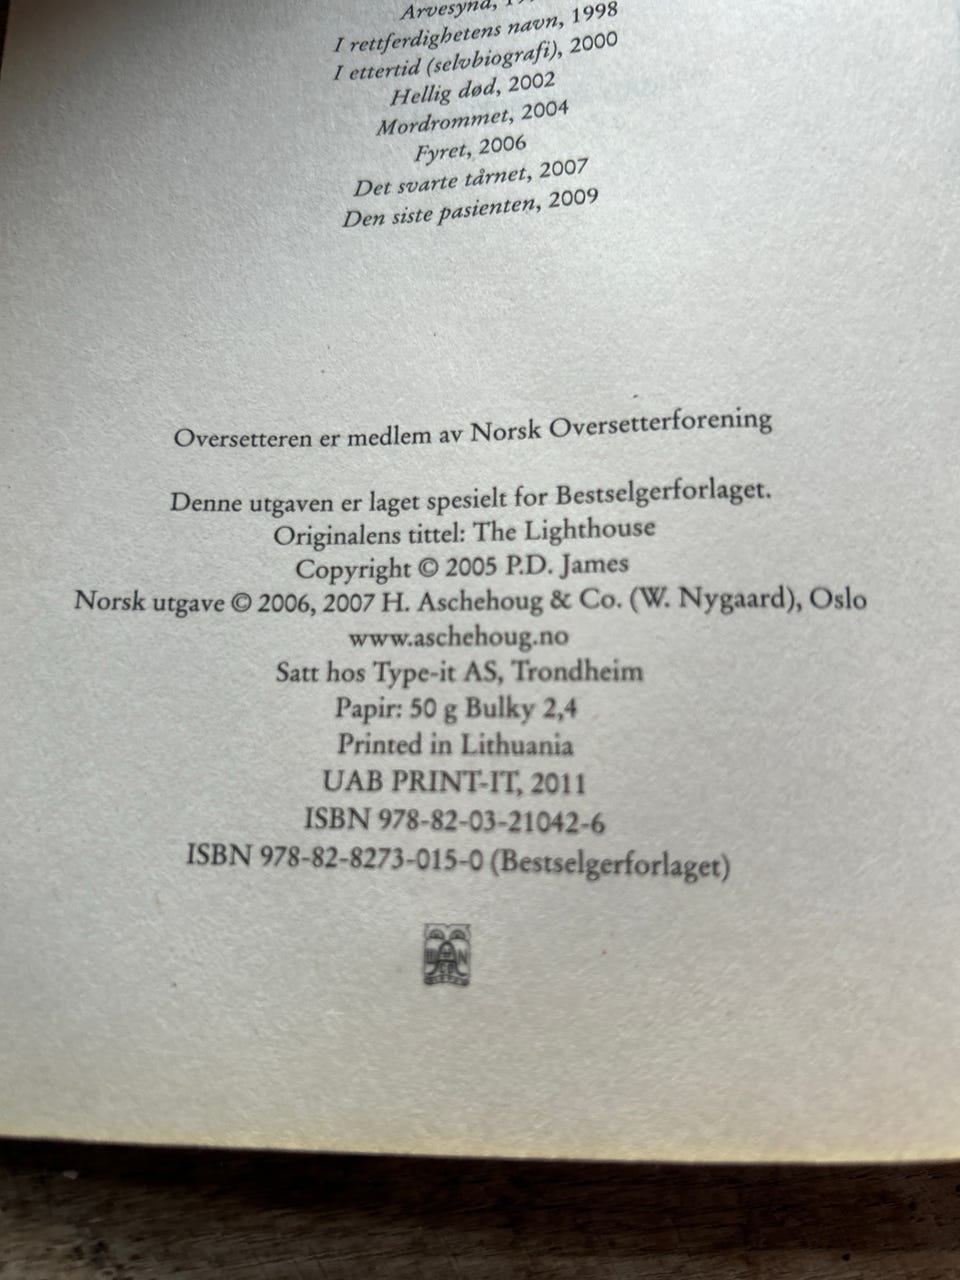 Arvesynd,
I rettferdighetens navn, 1998
I ettertid (selvbiografi), 2000
Hellig død, 2002
Mordrommet, 2004
Fyret, 2006
Det svarte tårnet, 2007
Den siste pasienten, 2009
Oversetteren er medlem av Norsk Oversetterforening
Denne utgaven er laget spesielt for Bestselgerforlaget.
Originalens tittel: The Lighthouse
Copyright © 2005 P.D. James
Norsk utgave © 2006, 2007 H. Aschehoug & Co. (W. Nygaard), Oslo
www.aschehoug.no
Satt hos Type-it AS, Trondheim
Papir: 50 g Bulky 2,4
Printed in Lithuania
UAB PRINT-IT, 2011
ISBN 978-82-03-21042-6
ISBN 978-82-8273-015-0 (Bestselgerforlaget)